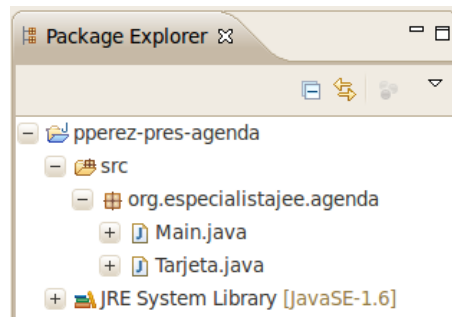 Package Explorer
pperez-pres-agenda
src
org.especialistajee.agenda
Main.java
Tarjeta.java
JRE System Library [JavaSE-1.6]